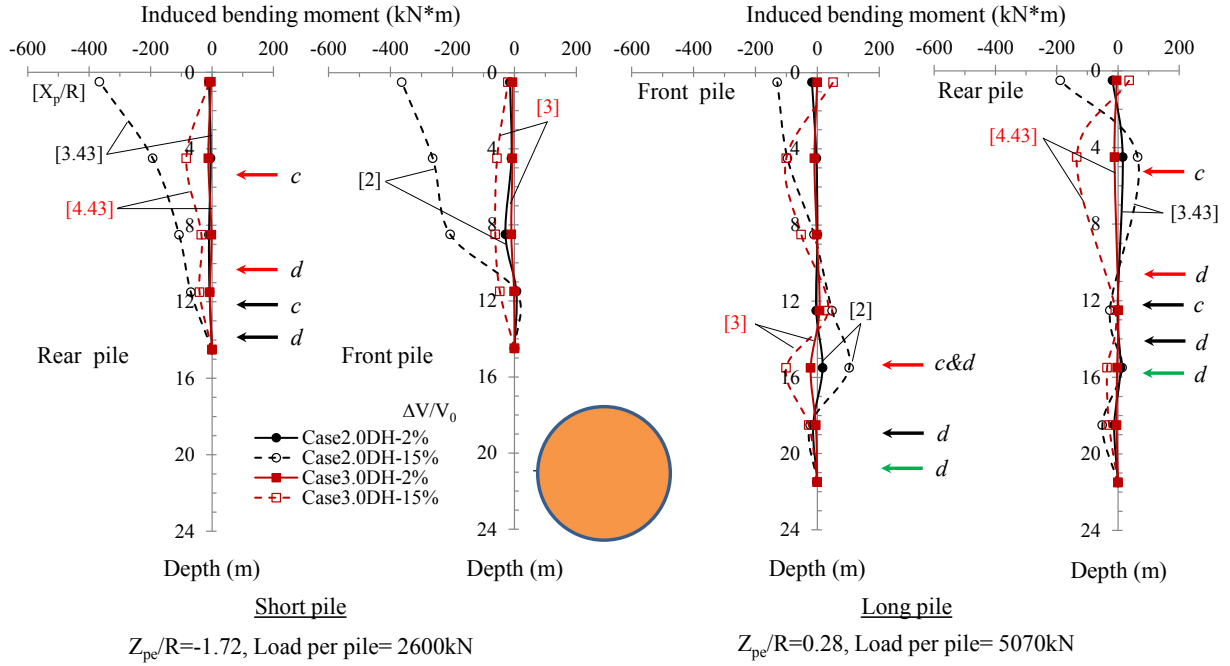 Induced bending moment (kN*m)
Induced bending moment (kN*m)
-600 -400 -200 0 200
-600 -400 -200 0 200
-600 -400 -200 0 200
-600 -400 -200 0 200
0
4
8
12
16
20
24
[Xp/R]
[3.43]
[4.43]
c
d
c
d
Rear pile
0
4
8
12
16
20
24
[3]
[2]
Front pile
ΔV/V0
Case2.0DH-2%
Case2.0DH-15%
Case3.0DH-2%
Case3.0DH-15%
0
4
8
12
16
20
24
Front pile
[3]
[2]
c&d
d
d
0
4
8
12
16
20
24
Rear pile
[4.43]
[3.43]
c
d
c
d
d
Depth (m)
Depth (m)
Depth (m)
Depth (m)
Short pile
Long pile
Zpe/R=-1.72, Load per pile= 2600kN
Zpe/R=0.28, Load per pile= 5070kN